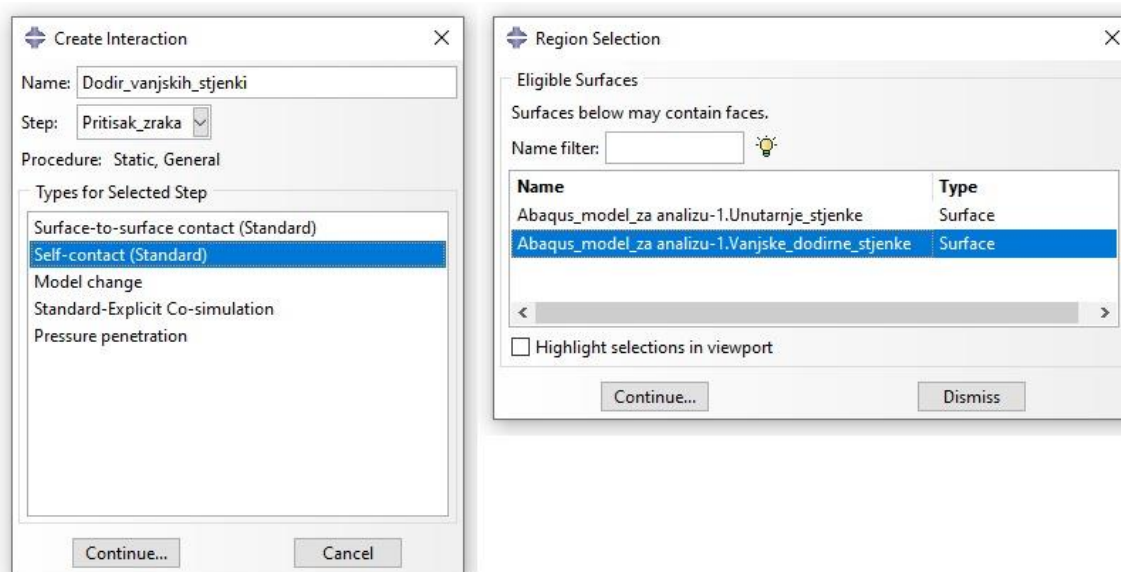 Create Interaction
Name: Dodir_vanjskih_stjenki
Step: Pritisak_zraka
Procedure: Static, General
Types for Selected Step
Surface-to-surface contact (Standard)
Self-contact (Standard)
Model change
Standard-Explicit Co-simulation
Pressure penetration
Continue...
Cancel
Region Selection
Eligible Surfaces
Surfaces below may contain faces.
Name filter:
Name Type
Abaqus_model_za analizu-1.Unutarnje_stjenke Surface
Abaqus_model_za analizu-1.Vanjske_dodirne_stjenke Surface
Highlight selections in viewport
Continue...
Dismiss